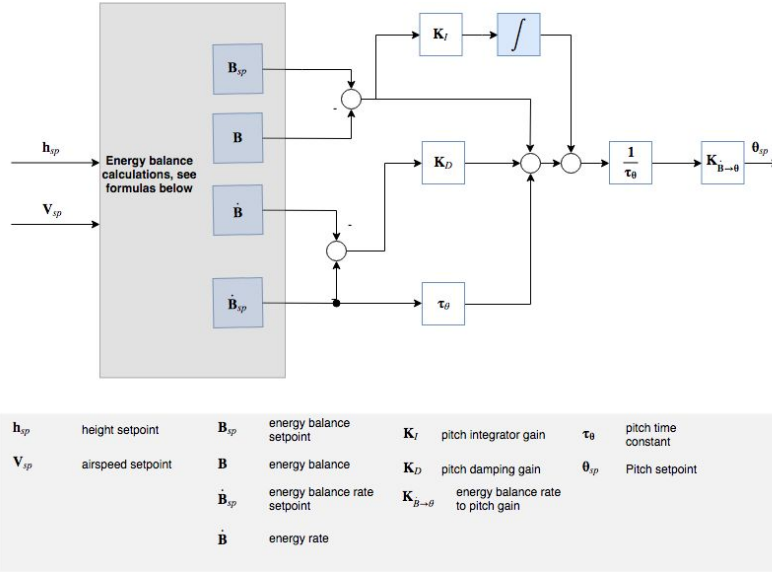 K_I
∫
B_sp
-
h_sp
B
Energy balance
calculations, see
formulas below
K_D
1
τ_θ
K_Ḃ→θ
θ_sp
V_sp
Ḃ
-
Ḃ_sp
τ_θ
h_sp height setpoint
V_sp airspeed setpoint
B_sp energy balance
setpoint
B energy balance
Ḃ_sp energy balance rate
setpoint
Ḃ energy rate
K_I pitch integrator gain
K_D pitch damping gain
K_Ḃ→θ energy balance rate
to pitch gain
τ_θ pitch time
constant
θ_sp Pitch setpoint